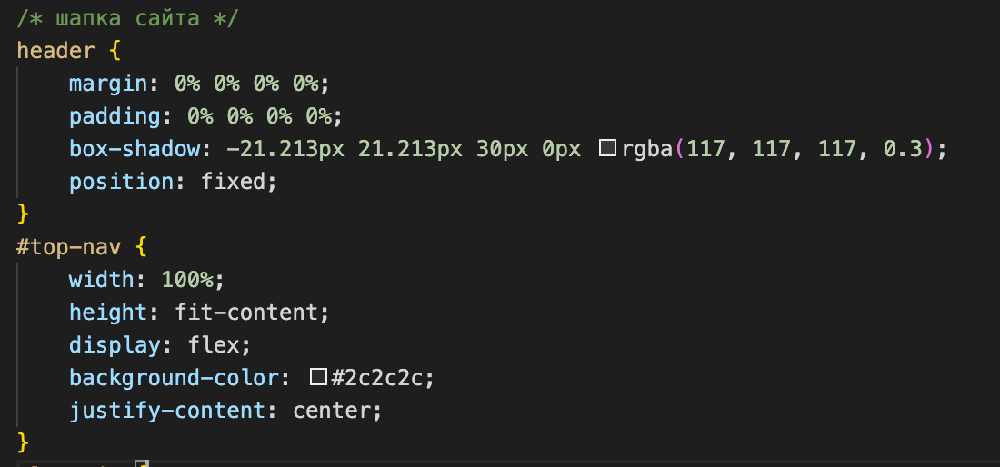 /* шапка сайта */
header {
margin: 0% 0% 0% 0%;
padding: 0% 0% 0% 0%;
box-shadow: -21.213px 21.213px 30px 0px rgba(117, 117, 117, 0.3);
position: fixed;
}
#top-nav {
width: 100%;
height: fit-content;
display: flex;
background-color: #2c2c2c;
justify-content: center;
}